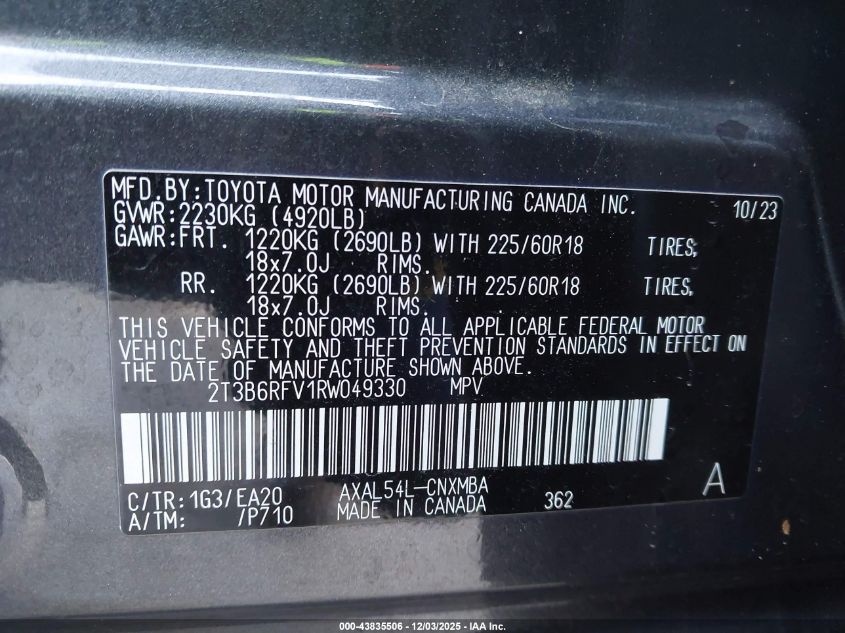 MFD.BY:TOYOTA MOTOR MANUFACTURING CANADA INC. 10/23
GVWR:2230KG (4920LB)
GAWR:FRT. 1220KG (2690LB) WITH 225/60R18 TIRES,
18x7.0J RIMS.
RR. 1220KG (2690LB) WITH 225/60R18 TIRES,
18x7.0J RIMS.
THIS VEHICLE CONFORMS TO ALL APPLICABLE FEDERAL MOTOR
VEHICLE SAFETY AND THEFT PREVENTION STANDARDS IN EFFECT ON
THE DATE OF MANUFACTURE SHOWN ABOVE.
2T3B6RFV1RW049330 MPV
C/TR:1G3/EA20 AXAL54L-CNXMBA A
A/TM: /P710 MADE IN CANADA 362
000-43835506 - 12/03/2025 - IAA Inc.